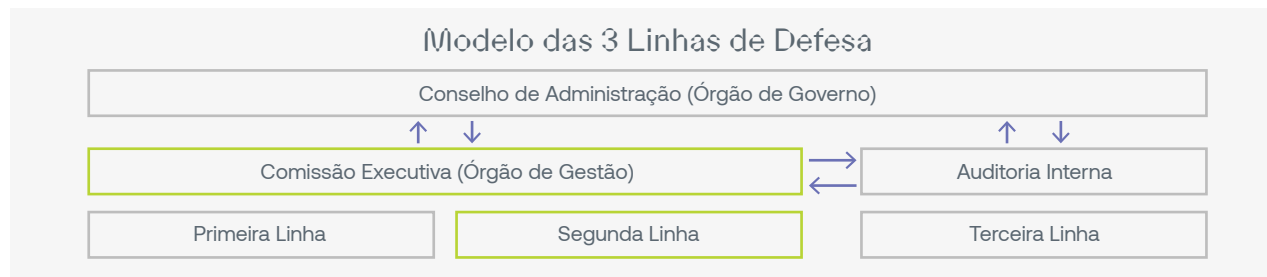 Modelo das 3 Linhas de Defesa
Conselho de Administração (Órgão de Governo)
Comissão Executiva (Órgão de Gestão)
Auditoria Interna
Primeira Linha
Segunda Linha
Terceira Linha